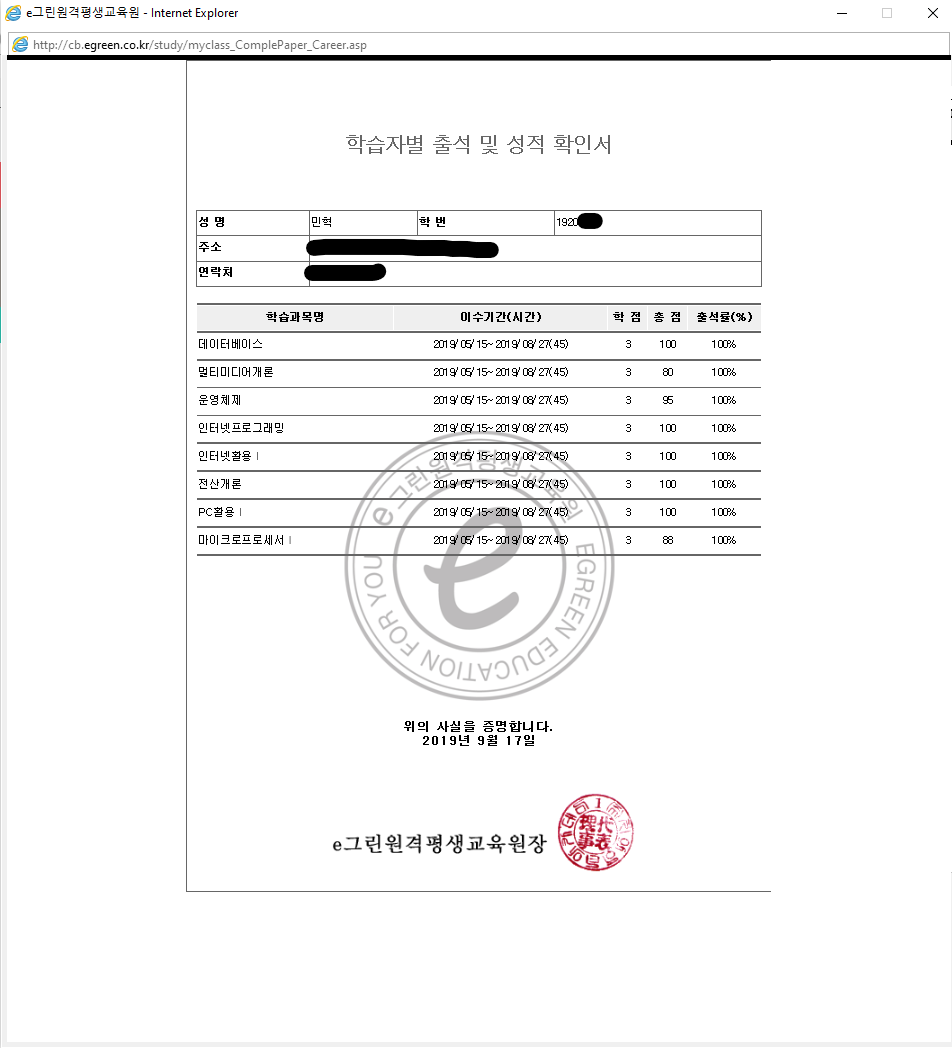 e그린원격평생교육원 - Internet Explorer
http://cb.egreen.co.kr/study/myclass_ComplePaper_Career.asp
학습자별 출석 및 성적 확인서
성 명 민혁 학 번 1920
주소
연락처
학습과목명 이수기간(시간) 학 점 총 점 출석률(%)
데이터베이스 2019/05/15~2019/08/27(45) 3 100 100%
멀티미디어개론 2019/05/15~2019/08/27(45) 3 80 100%
운영체제 2019/05/15~2019/08/27(45) 3 95 100%
인터넷프로그래밍 2019/05/15~2019/08/27(45) 3 100 100%
인터넷활용Ⅰ 2019/05/15~2019/08/27(45) 3 100 100%
전산개론 2019/05/15~2019/08/27(45) 3 100 100%
PC활용Ⅰ 2019/05/15~2019/08/27(45) 3 100 100%
마이크로프로세서Ⅰ 2019/05/15~2019/08/27(45) 3 88 100%
e그린원격평생교육원
EGREEN EDUCATION FOR YOU
위의 사실을 증명합니다.
2019년 9월 17일
e그린원격평생교육원장
代表
理事